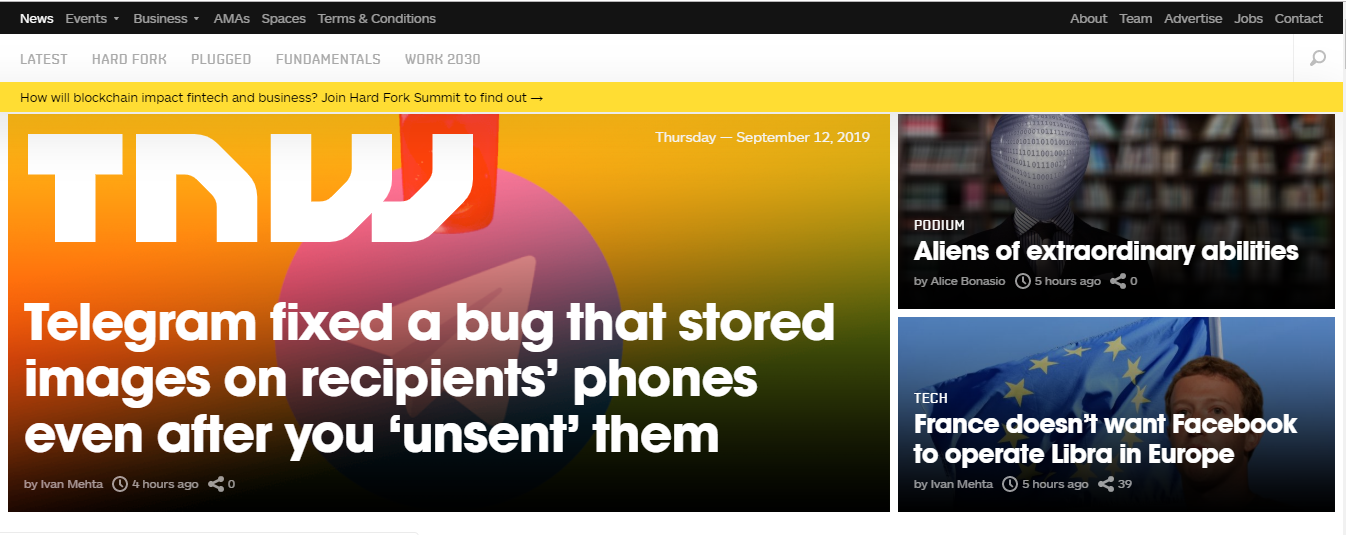 News Events Business AMAs Spaces Terms & Conditions About Team Advertise Jobs Contact
LATEST HARD FORK PLUGGED FUNDAMENTALS WORK 2030
How will blockchain impact fintech and business? Join Hard Fork Summit to find out →
TNW
Thursday — September 12, 2019
Telegram fixed a bug that stored
images on recipients’ phones
even after you ‘unsent’ them
by Ivan Mehta 4 hours ago 0
PODIUM
Aliens of extraordinary abilities
by Alice Bonasio 5 hours ago 0
TECH
France doesn’t want Facebook
to operate Libra in Europe
by Ivan Mehta 5 hours ago 39